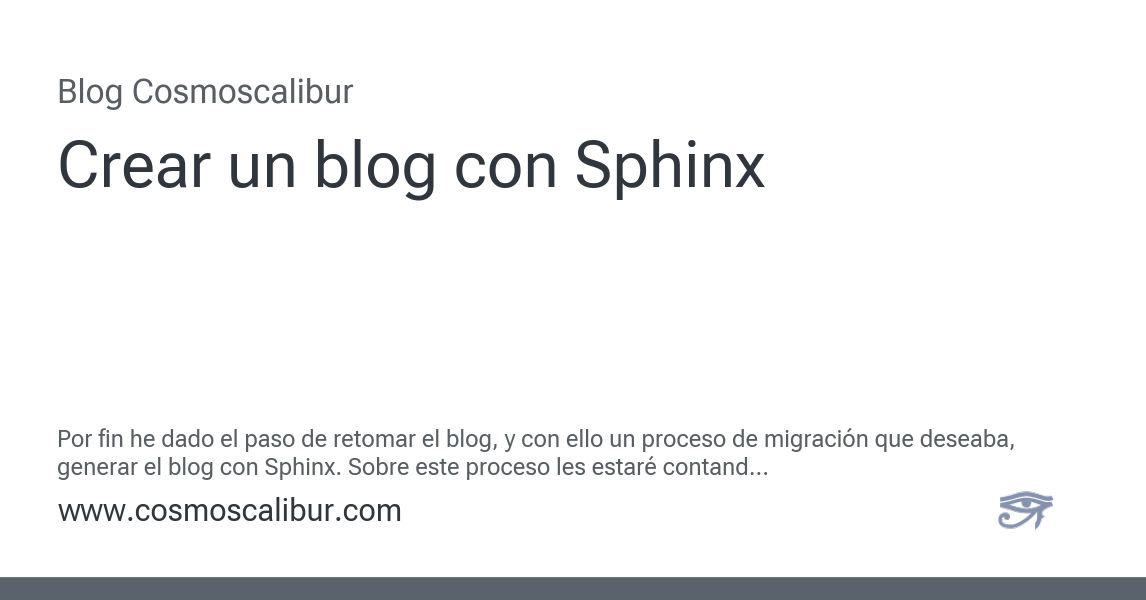 Blog Cosmoscalibur
Crear un blog con Sphinx
Por fin he dado el paso de retomar el blog, y con ello un proceso de migración que deseaba,
generar el blog con Sphinx. Sobre este proceso les estaré contand...
www.cosmoscalibur.com